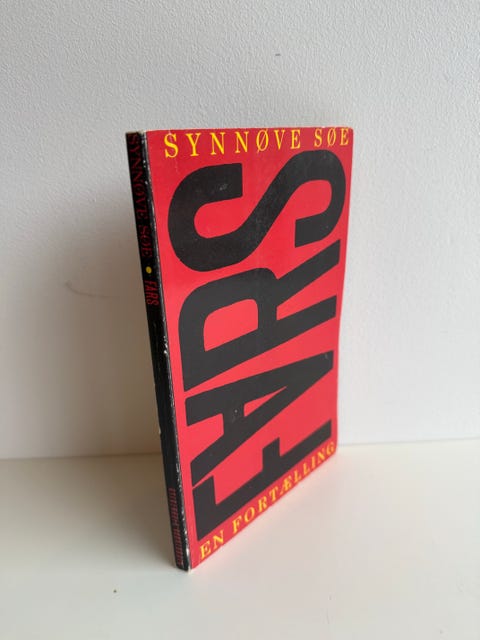 SYNNØVE SØE
FARS
EN FORTÆLLING
SYNNØVE SØE • FARS